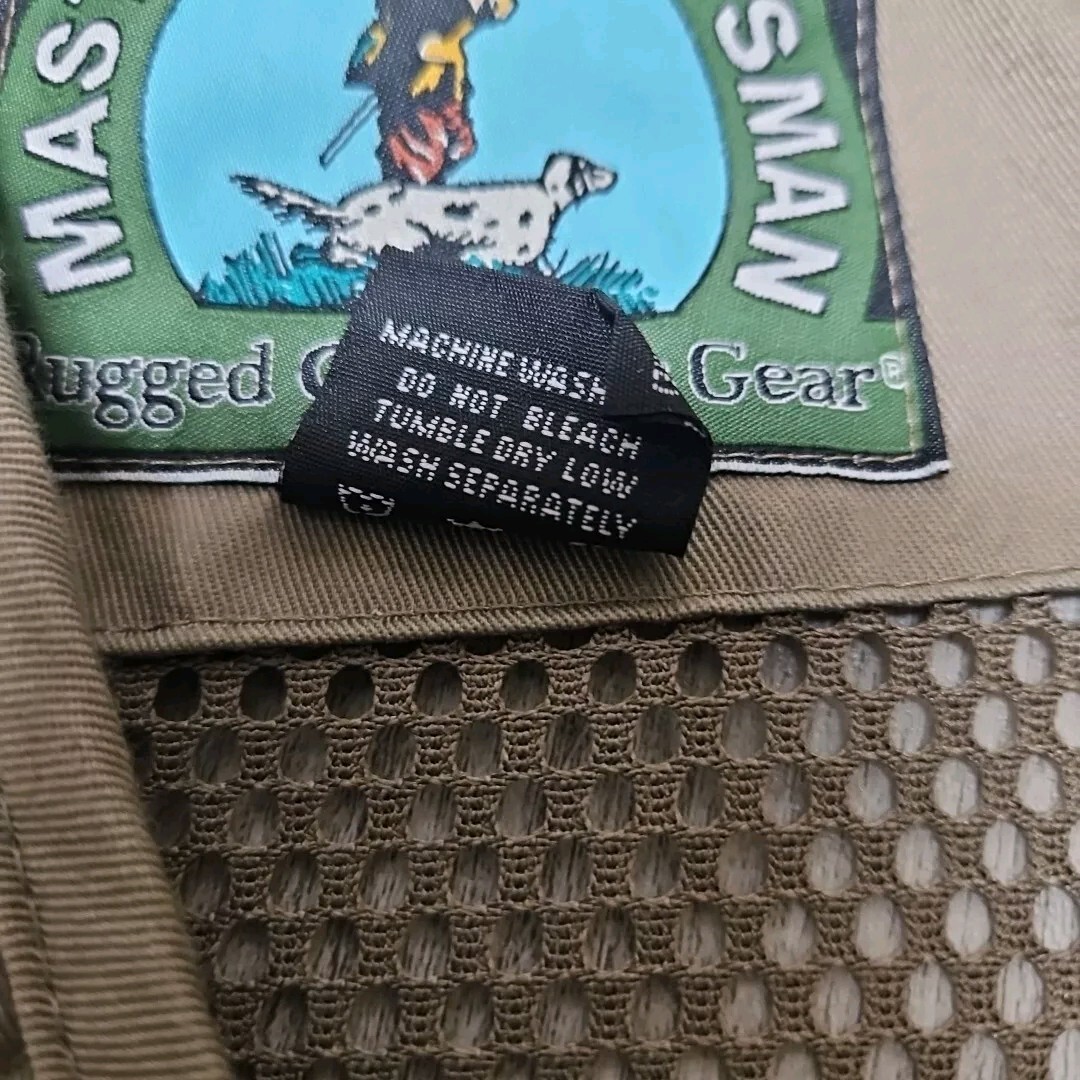 MAS
SMAN
Rugged G Gear®
MACHINE WASH
DO NOT BLEACH
TUMBLE DRY LOW
WASH SEPARATELY